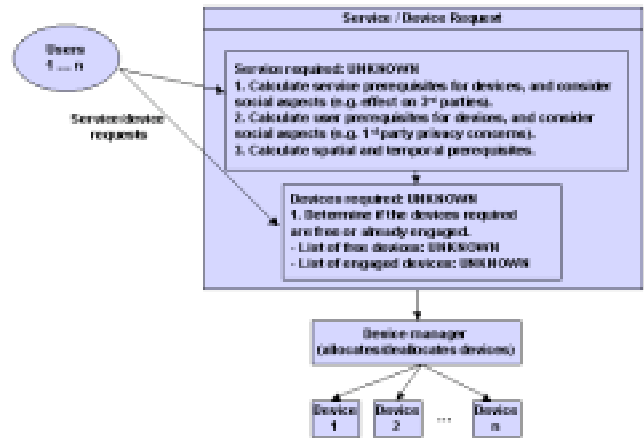 Service / Device Request
Users
1 .... n
Service/device
requests
Service required: UNKNOWN
1. Calculate service prerequisites for devices, and consider
social aspects (e.g. effect on 3rd parties).
2. Calculate user prerequisites for devices, and consider
social aspects (e.g. 1st party privacy concerns).
3. Calculate spatial and temporal prerequisites.
Devices required: UNKNOWN
1. Determine if the devices required
are free or already engaged.
- List of free devices: UNKNOWN
- List of engaged devices: UNKNOWN
Device manager
(allocates/deallocates devices)
Device
1
Device
2
...
Device
n